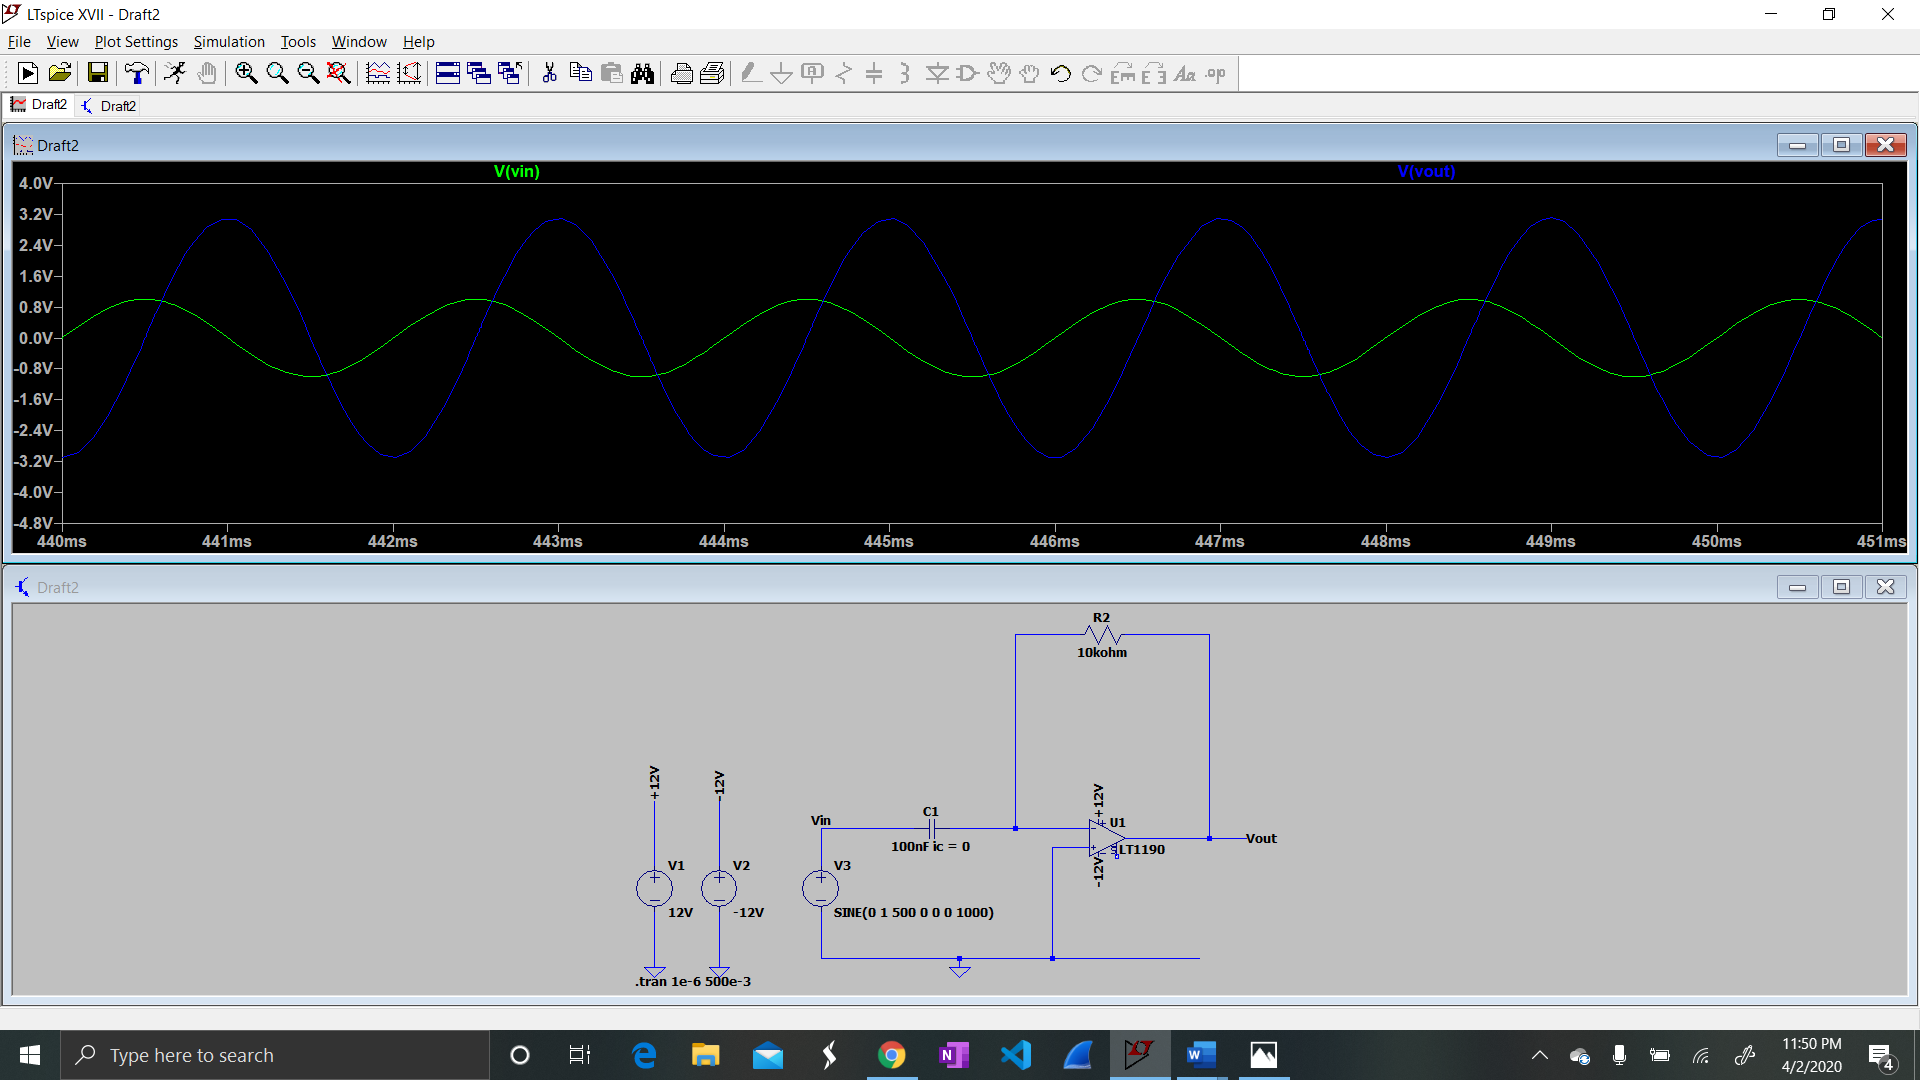 LTspice XVII - Draft2
File View Plot Settings Simulation Tools Window Help
Draft2 Draft2
Draft2
V(vin) V(vout)
4.0V
3.2V
2.4V
1.6V
0.8V
0.0V
-0.8V
-1.6V
-2.4V
-3.2V
-4.0V
-4.8V
440ms 441ms 442ms 443ms 444ms 445ms 446ms 447ms 448ms 449ms 450ms 451ms
Draft2
R2
10kohm
+12V
-12V
+12V
Vin
C1
U1
100nF ic = 0
LT1190
Vout
-12V
V1
V2
V3
12V
-12V
SINE(0 1 500 0 0 0 1000)
.tran 1e-6 500e-3
Type here to search
11:50 PM
4/2/2020
4